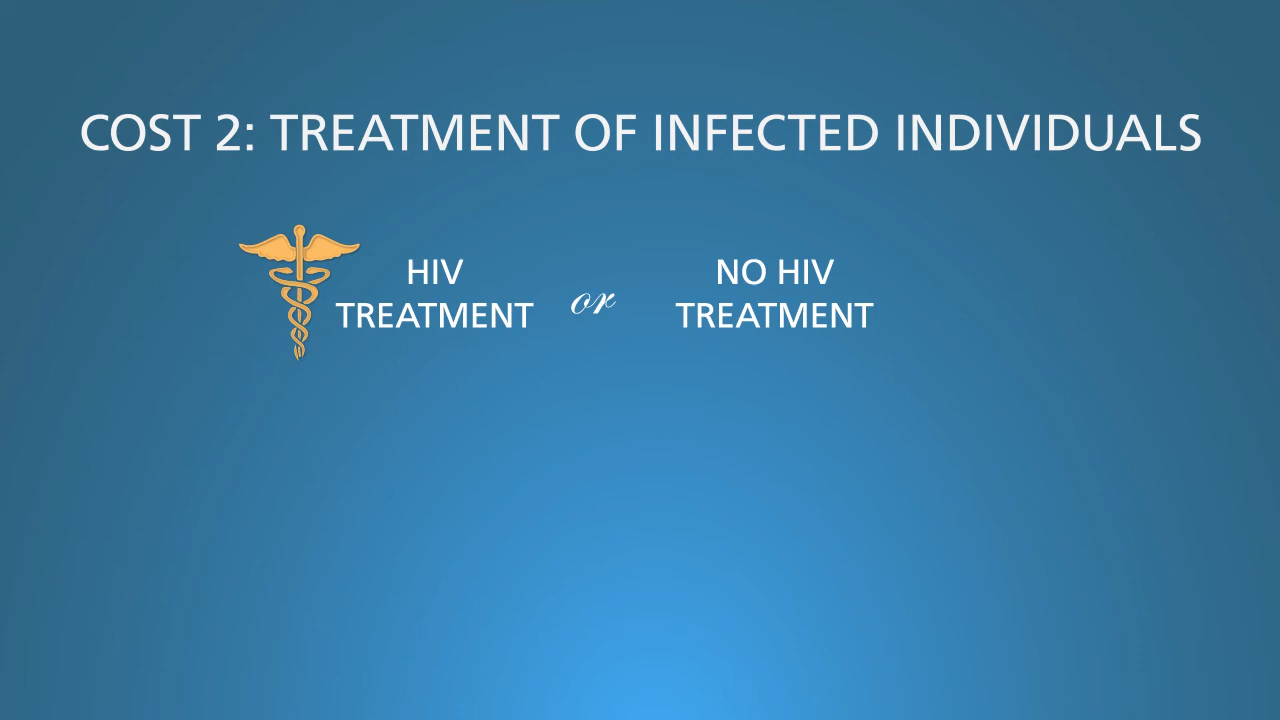 COST 2: TREATMENT OF INFECTED INDIVIDUALS
HIV
TREATMENT
or
NO HIV
TREATMENT